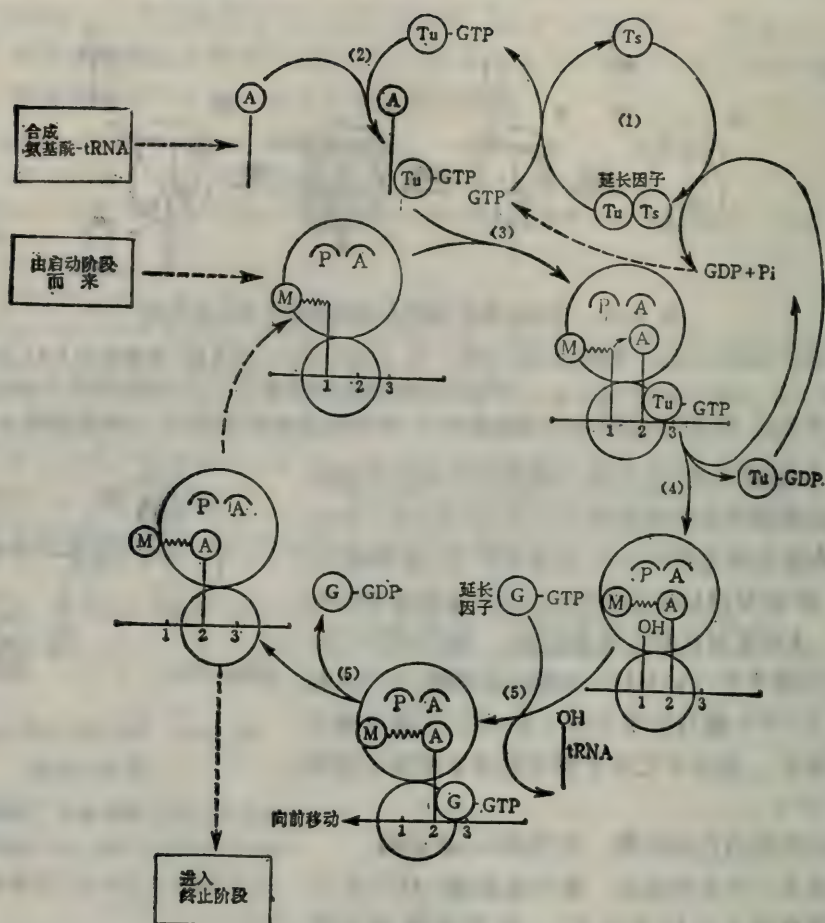 Tu-GTP
Ts
(2)
A
A
(1)
合成
氨基酰-tRNA
Tu-GTP
GTP
延长因子
Tu Ts
(3)
由启动阶段
而来
P A
M
1 2 3
GDP+Pi
P A
M A
Tu-GTP
1 2 3
Tu-GDP
(4)
P A
M A
1 2 3
G-GDP
延长
因子
G-GTP
P A
M A
OH
1 2 3
(5)
(5)
P A
M A
OH
tRNA
G-GTP
向前移动
1 2 3
进入
终止阶段